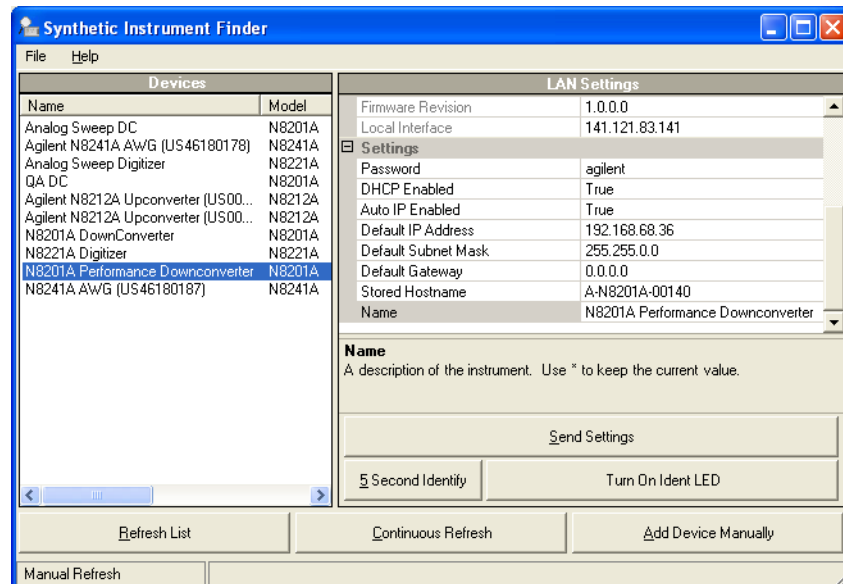 Synthetic Instrument Finder
File Help
Devices
Name Model
Analog Sweep DC N8201A
Agilent N8241A AWG (US46180178) N8241A
Analog Sweep Digitizer N8221A
QA DC N8201A
Agilent N8212A Upconverter (US00... N8212A
Agilent N8212A Upconverter (US00... N8212A
N8201A DownConverter N8201A
N8221A Digitizer N8221A
N8201A Performance Downconverter N8201A
N8241A AWG (US46180187) N8241A
LAN Settings
Firmware Revision 1.0.0.0
Local Interface 141.121.83.141
Settings
Password agilent
DHCP Enabled True
Auto IP Enabled True
Default IP Address 192.168.68.36
Default Subnet Mask 255.255.0.0
Default Gateway 0.0.0.0
Stored Hostname A-N8201A-00140
Name N8201A Performance Downconverter
Name
A description of the instrument. Use * to keep the current value.
Send Settings
5 Second Identify Turn On Ident LED
Refresh List Continuous Refresh Add Device Manually
Manual Refresh